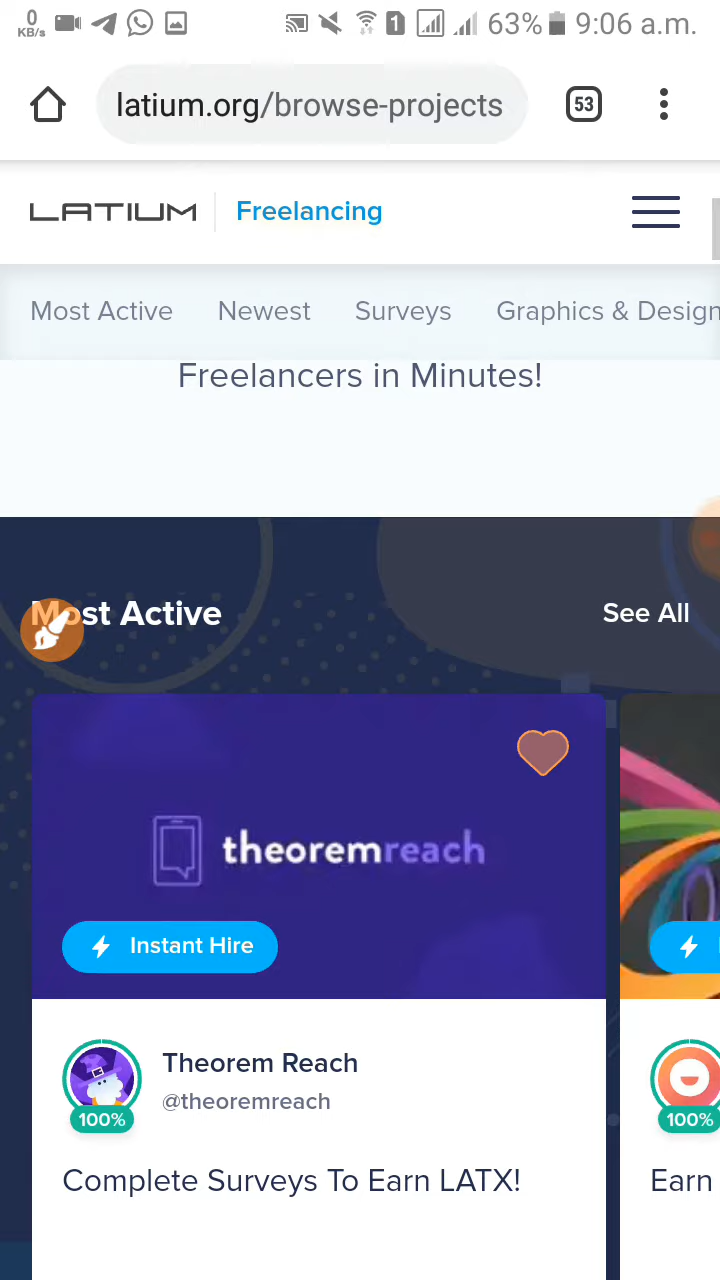 0
KB/s
1
63%
9:06 a.m.
latium.org/browse-projects
53
LATIUM
Freelancing
Most Active
Newest
Surveys
Graphics & Design
Freelancers in Minutes!
Most Active
See All
theoremreach
Instant Hire
Theorem Reach
@theoremreach
100%
100%
Complete Surveys To Earn LATX!
Earn